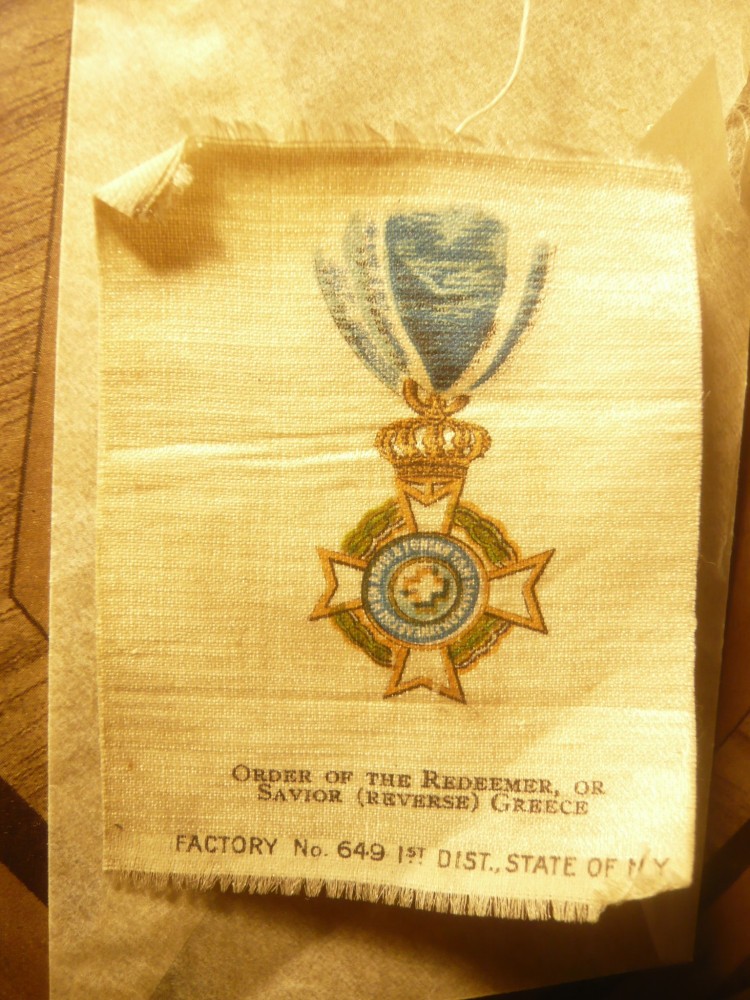 ORDER OF THE REDEEMER, OR
SAVIOR (REVERSE) GREECE
FACTORY No. 649 1ST DIST., STATE OF N.Y.